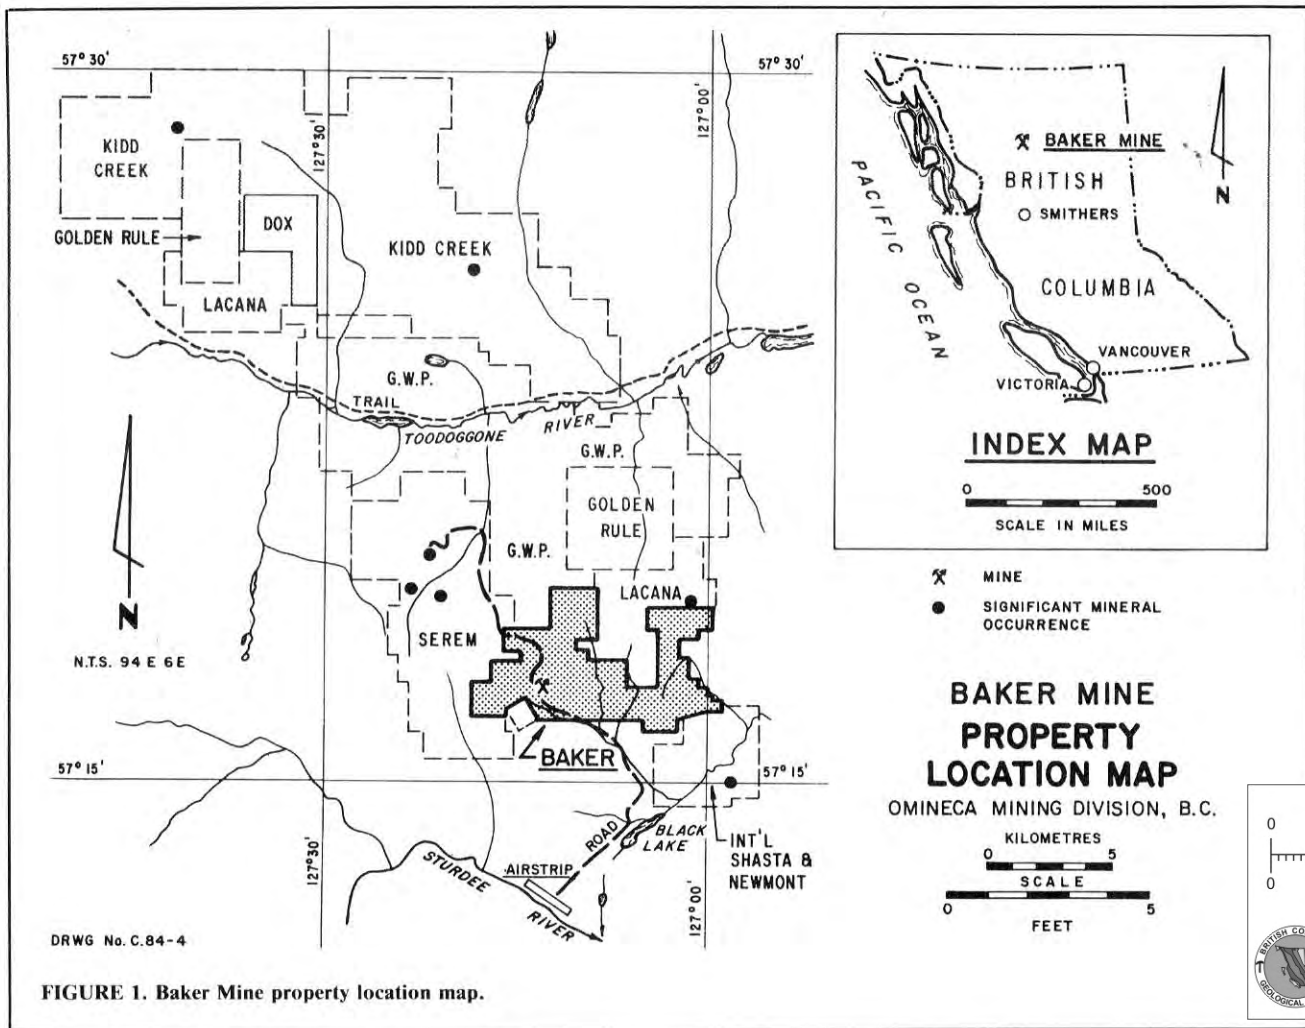 57° 30'
57° 30'
127° 30'
127° 00'
KIDD
CREEK
DOX
GOLDEN RULE
KIDD CREEK
LACANA
G.W.P.
TRAIL
TOODOGGONE
RIVER
G.W.P.
GOLDEN
RULE
G.W.P.
LACANA
SEREM
N
N.T.S. 94 E 6E
BAKER
57° 15'
57° 15'
127° 30'
127° 00'
STURDEE
RIVER
AIRSTRIP
ROAD
BLACK
LAKE
INT'L
SHASTA &
NEWMONT
DRWG No. C.84-4
BAKER MINE
BRITISH
SMITHERS
COLUMBIA
PACIFIC
OCEAN
N
VANCOUVER
VICTORIA
INDEX MAP
0 500
SCALE IN MILES
MINE
SIGNIFICANT MINERAL
OCCURRENCE
BAKER MINE
PROPERTY
LOCATION MAP
OMINECA MINING DIVISION, B.C.
KILOMETRES
0 5
SCALE
0 5
FEET
0
0
BRITISH CO
GEOLOGICAL
FIGURE 1. Baker Mine property location map.